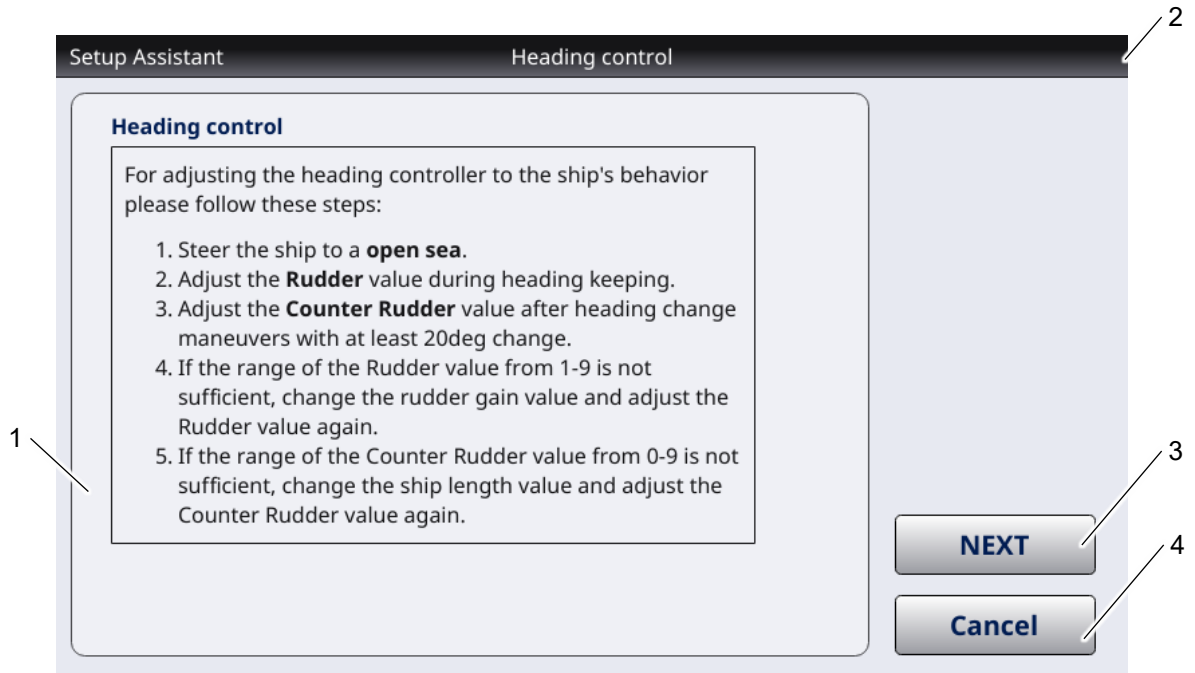 2
Setup Assistant Heading control
Heading control
For adjusting the heading controller to the ship's behavior
please follow these steps:
1. Steer the ship to a open sea.
2. Adjust the Rudder value during heading keeping.
3. Adjust the Counter Rudder value after heading change
maneuvers with at least 20deg change.
4. If the range of the Rudder value from 1-9 is not
sufficient, change the rudder gain value and adjust the
Rudder value again.
5. If the range of the Counter Rudder value from 0-9 is not
sufficient, change the ship length value and adjust the
Counter Rudder value again.
1
3
NEXT
4
Cancel